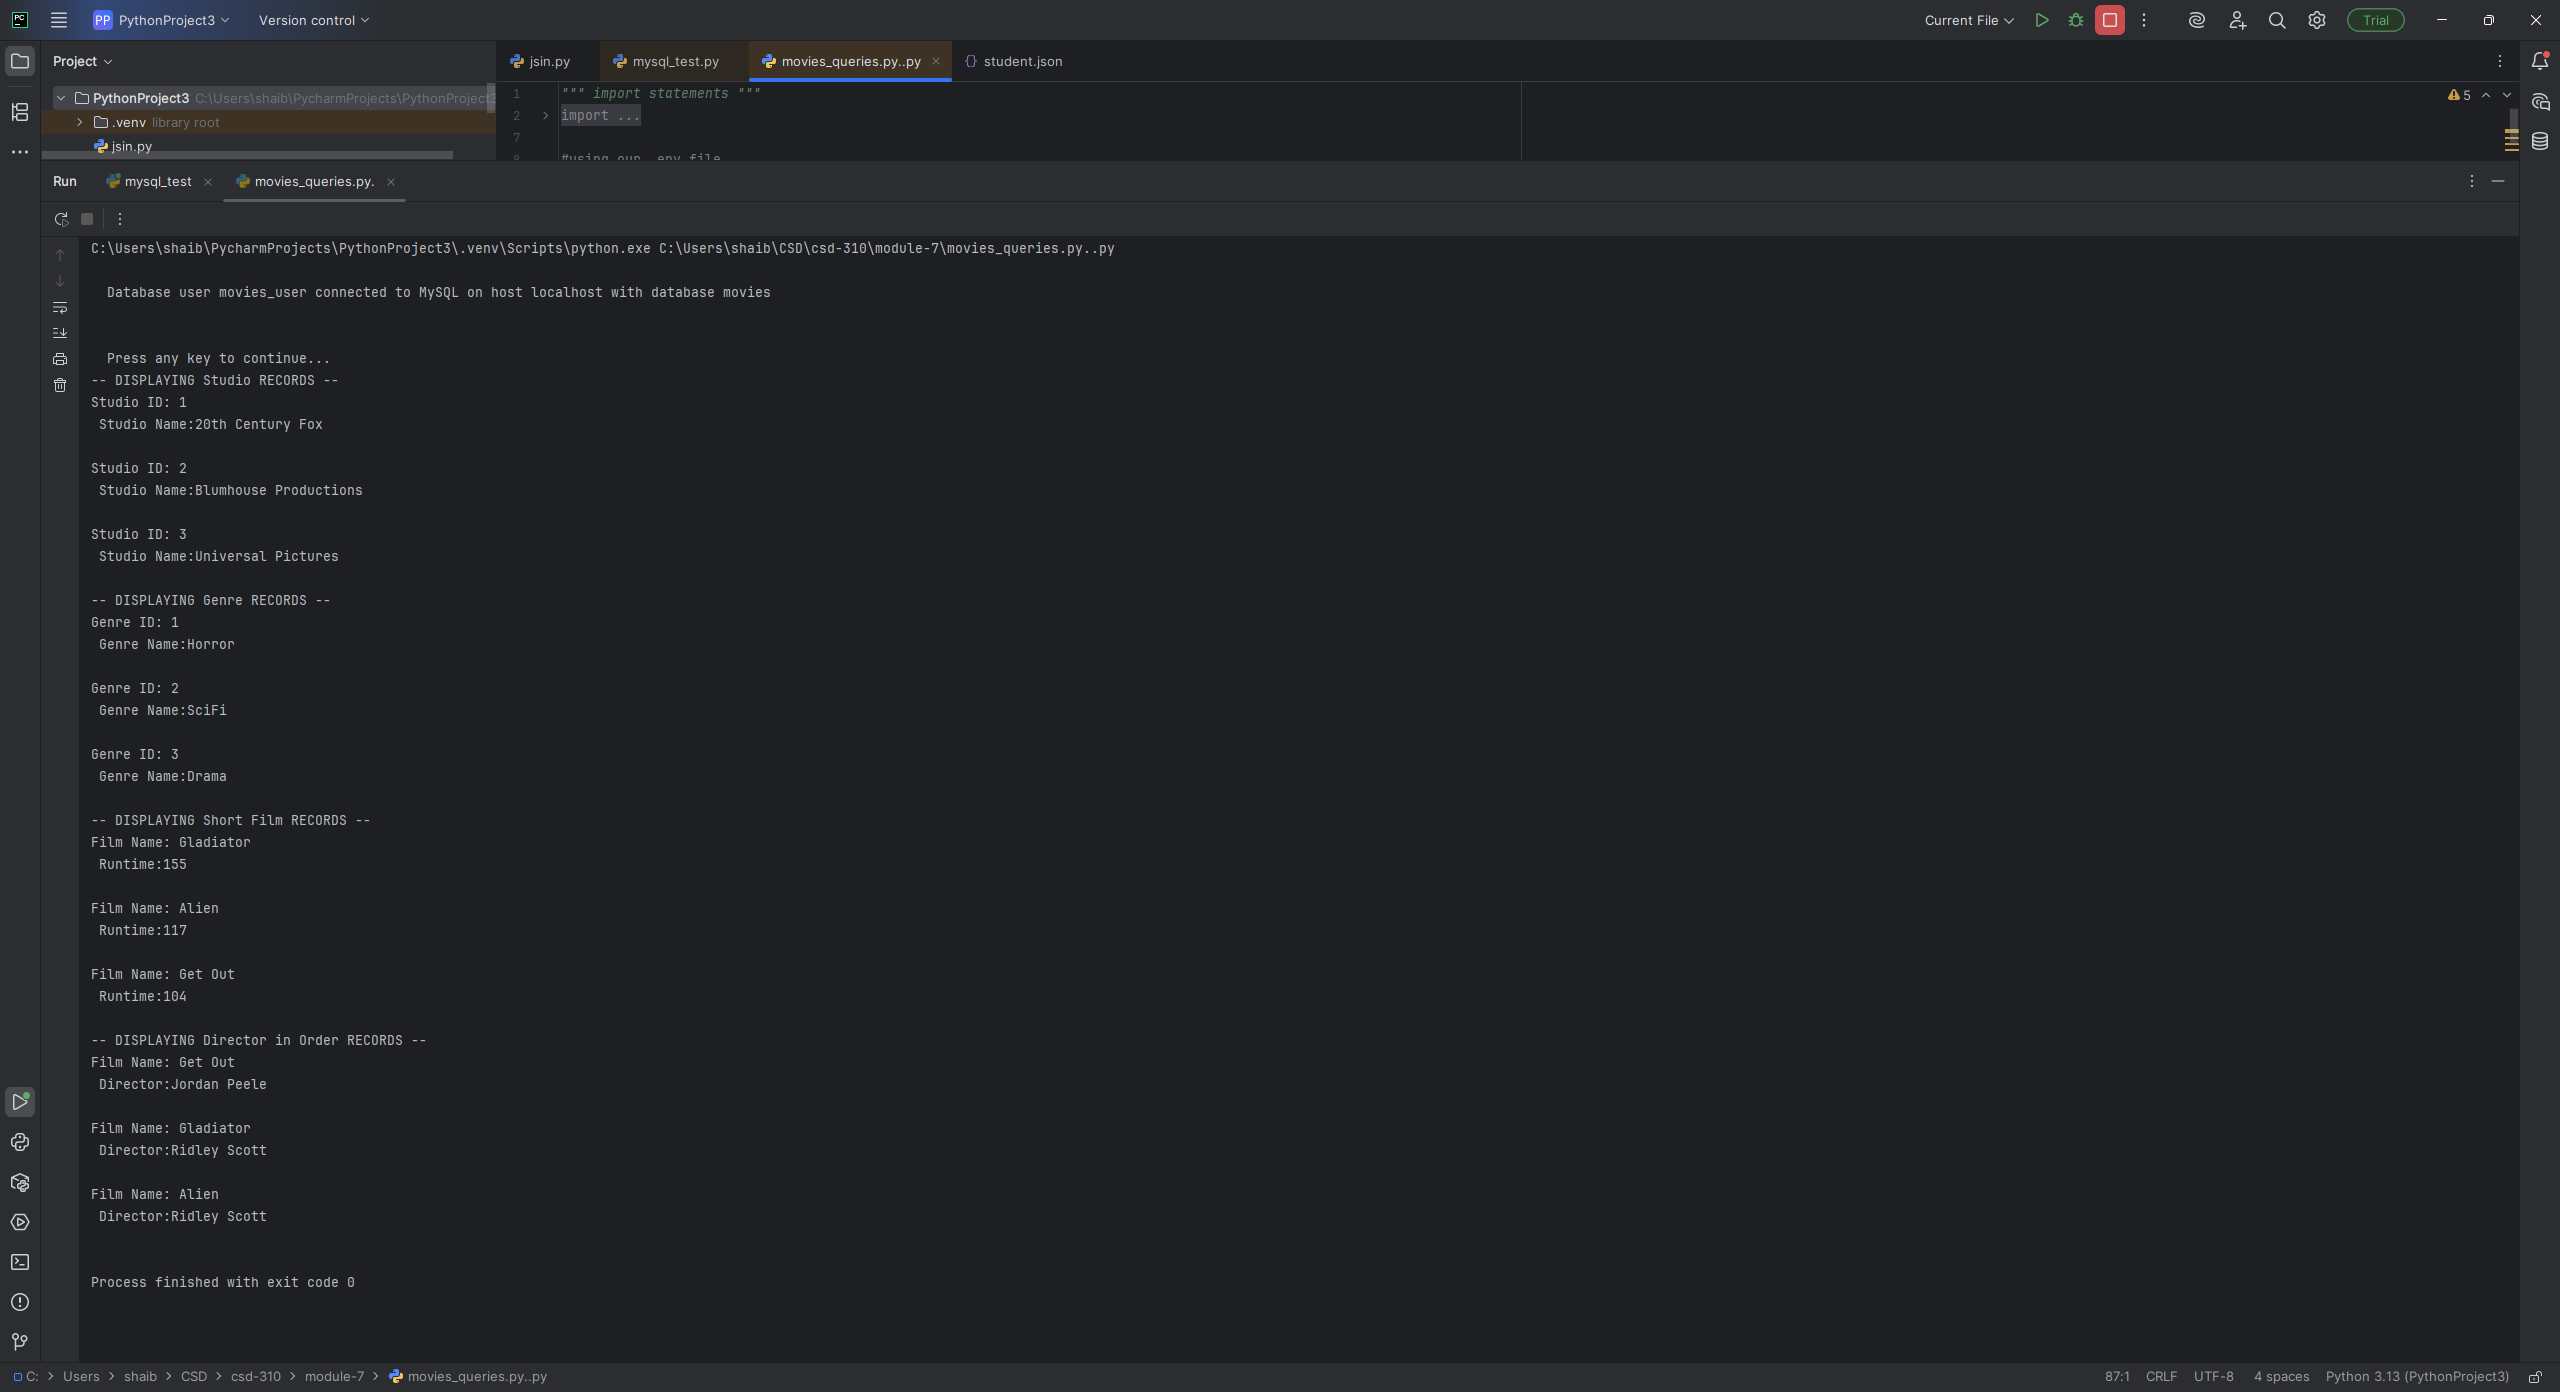 PC
PP PythonProject3
Version control
Current File
Trial
Project
jsin.py
mysql_test.py
movies_queries.py..py
student.json
PythonProject3 C:\Users\shaib\PycharmProjects\PythonProject3
.venv library root
jsin.py
1 """ import statements """
2 import ...
7
8 #using our .env file
5
Run
mysql_test
movies_queries.py.
C:\Users\shaib\PycharmProjects\PythonProject3\.venv\Scripts\python.exe C:\Users\shaib\CSD\csd-310\module-7\movies_queries.py..py
Database user movies_user connected to MySQL on host localhost with database movies
Press any key to continue...
-- DISPLAYING Studio RECORDS --
Studio ID: 1
Studio Name:20th Century Fox
Studio ID: 2
Studio Name:Blumhouse Productions
Studio ID: 3
Studio Name:Universal Pictures
-- DISPLAYING Genre RECORDS --
Genre ID: 1
Genre Name:Horror
Genre ID: 2
Genre Name:SciFi
Genre ID: 3
Genre Name:Drama
-- DISPLAYING Short Film RECORDS --
Film Name: Gladiator
Runtime:155
Film Name: Alien
Runtime:117
Film Name: Get Out
Runtime:104
-- DISPLAYING Director in Order RECORDS --
Film Name: Get Out
Director:Jordan Peele
Film Name: Gladiator
Director:Ridley Scott
Film Name: Alien
Director:Ridley Scott
Process finished with exit code 0
C: > Users > shaib > CSD > csd-310 > module-7 > movies_queries.py..py
87:1 CRLF UTF-8 4 spaces Python 3.13 (PythonProject3)